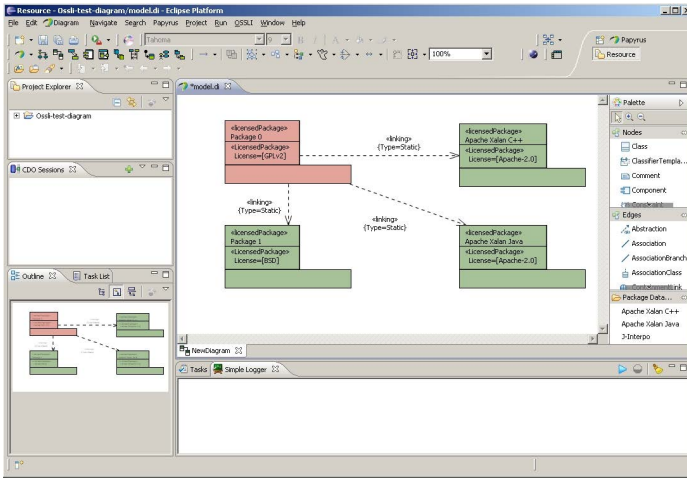 Resource - Ossli-test-diagram/model.di - Eclipse Platform
File Edit Diagram Navigate Search Papyrus Project Run OSSLI Window Help
Tahoma 9 B I A
100%
Papyrus
Resource
Project Explorer
Ossli-test-diagram
CDO Sessions
Outline Task List
*model.di
«licensedPackage»
Package 0
«LicensedPackage»
License=[GPLv2]
«linking»
{Type=Static}
«licensedPackage»
Apache Xalan C++
«LicensedPackage»
License=[Apache-2.0]
«linking»
{Type=Static}
«linking»
{Type=Static}
«licensedPackage»
Package 1
«LicensedPackage»
License=[BSD]
«licensedPackage»
Apache Xalan Java
«LicensedPackage»
License=[Apache-2.0]
NewDiagram
Palette
Nodes
Class
ClassifierTempla...
Comment
Component
Edges
Abstraction
Association
AssociationBranch
AssociationClass
Package Data...
Apache Xalan C++
Apache Xalan Java
J-Interpo
Tasks Simple Logger